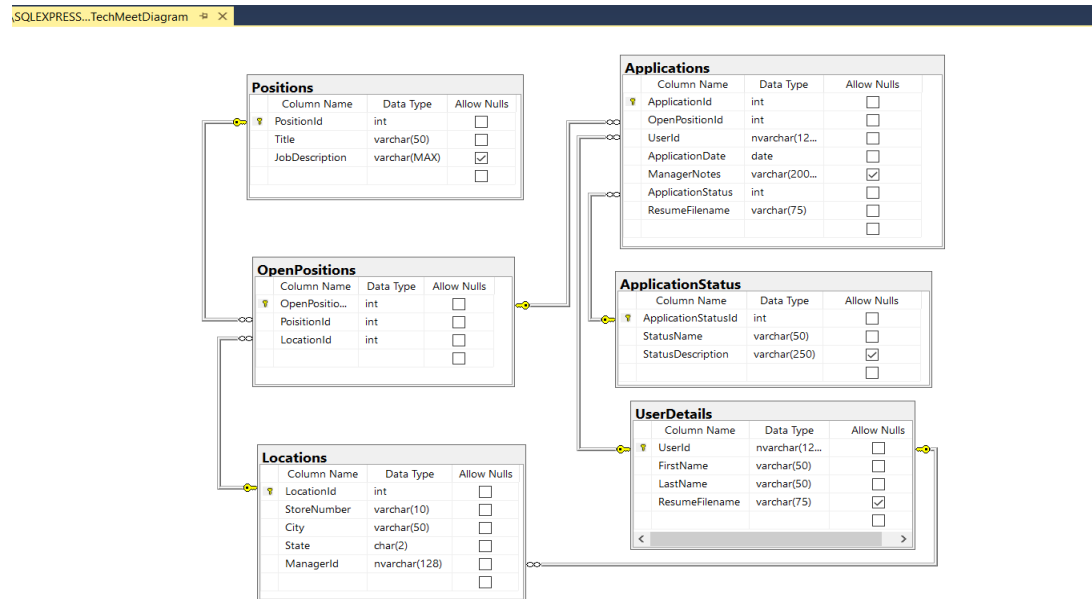 \SQLEXPRESS...TechMeetDiagram
Positions
Column Name Data Type Allow Nulls
PositionId int
Title varchar(50)
JobDescription varchar(MAX)
Applications
Column Name Data Type Allow Nulls
ApplicationId int
OpenPositionId int
UserId nvarchar(12...
ApplicationDate date
ManagerNotes varchar(200...
ApplicationStatus int
ResumeFilename varchar(75)
OpenPositions
Column Name Data Type Allow Nulls
OpenPositio... int
PoisitionId int
LocationId int
ApplicationStatus
Column Name Data Type Allow Nulls
ApplicationStatusId int
StatusName varchar(50)
StatusDescription varchar(250)
UserDetails
Column Name Data Type Allow Nulls
UserId nvarchar(12...
FirstName varchar(50)
LastName varchar(50)
ResumeFilename varchar(75)
Locations
Column Name Data Type Allow Nulls
LocationId int
StoreNumber varchar(10)
City varchar(50)
State char(2)
ManagerId nvarchar(128)